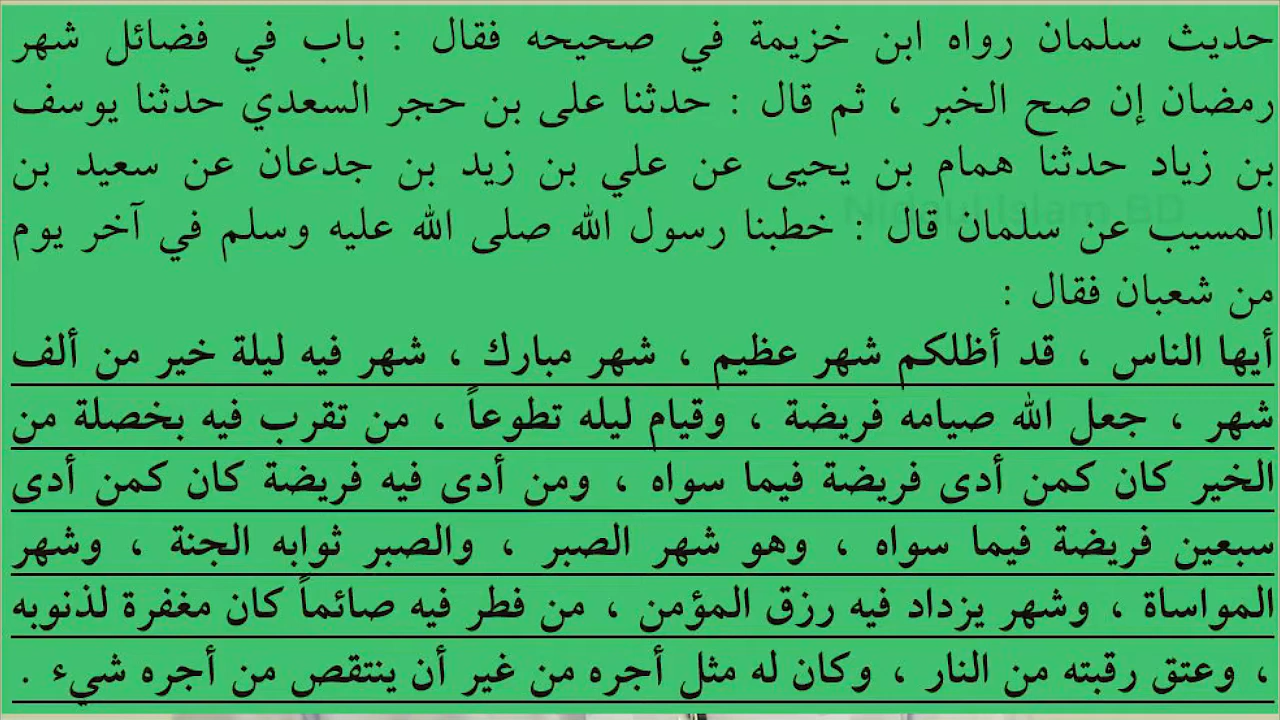 حديث سلمان رواه ابن خزيمة في صحيحه فقال : باب في فضائل شهر
رمضان إن صح الخبر ، ثم قال : حدثنا على بن حجر السعدي حدثنا يوسف
بن زياد حدثنا همام بن يحيى عن علي بن زيد بن جدعان عن سعيد بن
المسيب عن سلمان قال : خطبنا رسول الله صلى الله عليه وسلم في آخر يوم
من شعبان فقال :
أيها الناس ، قد أظلكم شهر عظيم ، شهر مبارك ، شهر فيه ليلة خير من ألف
شهر ، جعل الله صيامه فريضة ، وقيام ليله تطوعاً ، من تقرب فيه بخصلة من
الخير كان كمن أدى فريضة فيما سواه ، ومن أدى فيه فريضة كان كمن أدى
سبعين فريضة فيما سواه ، وهو شهر الصبر ، والصبر ثوابه الجنة ، وشهر
المواساة ، وشهر يزداد فيه رزق المؤمن ، من فطر فيه صائماً كان مغفرة لذنوبه
، وعتق رقبته من النار ، وكان له مثل أجره من غير أن ينتقص من أجره شيء .
Nidaul Islam BD